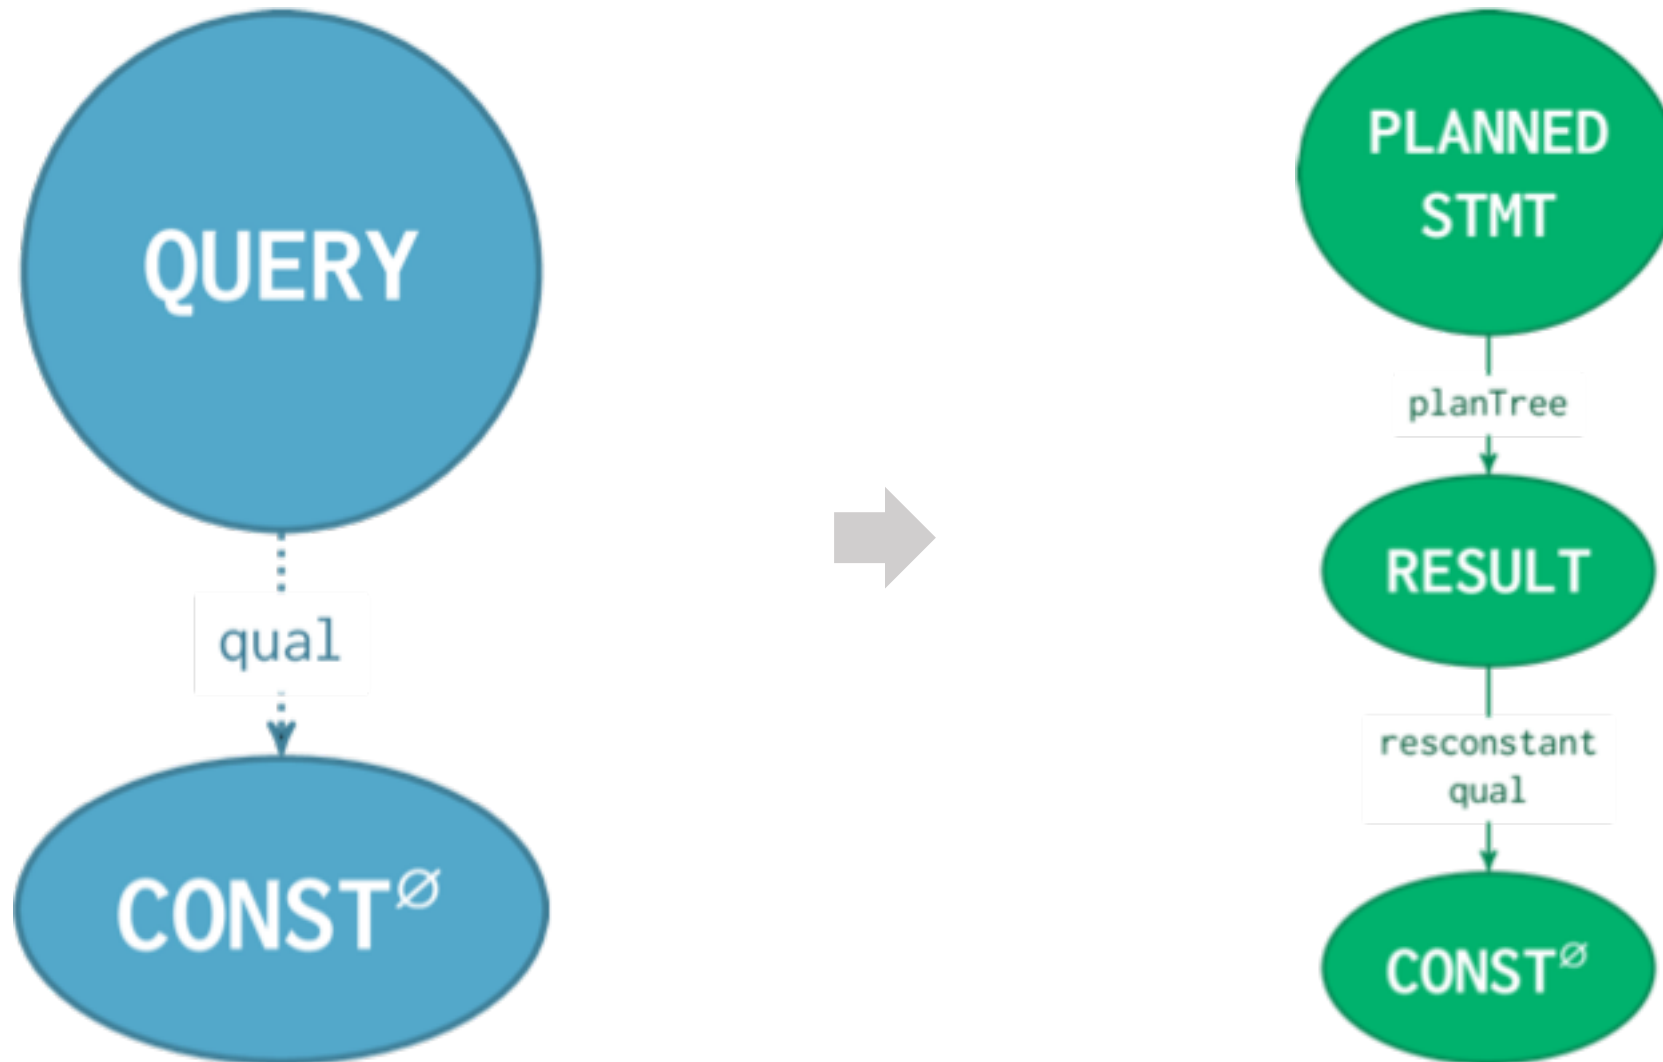 QUERY
qual
CONST∅
PLANNED
STMT
planTree
RESULT
resconstant
qual
CONST∅